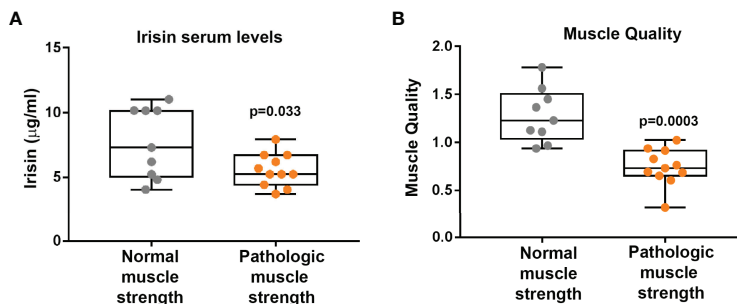 A
Irisin serum levels
Irisin (μg/ml)
15
10
5
0
p=0.033
Normal
muscle
strength
Pathologic
muscle
strength
B
Muscle Quality
Muscle Quality
2.0
1.5
1.0
0.5
0.0
p=0.0003
Normal
muscle
strength
Pathologic
muscle
strength